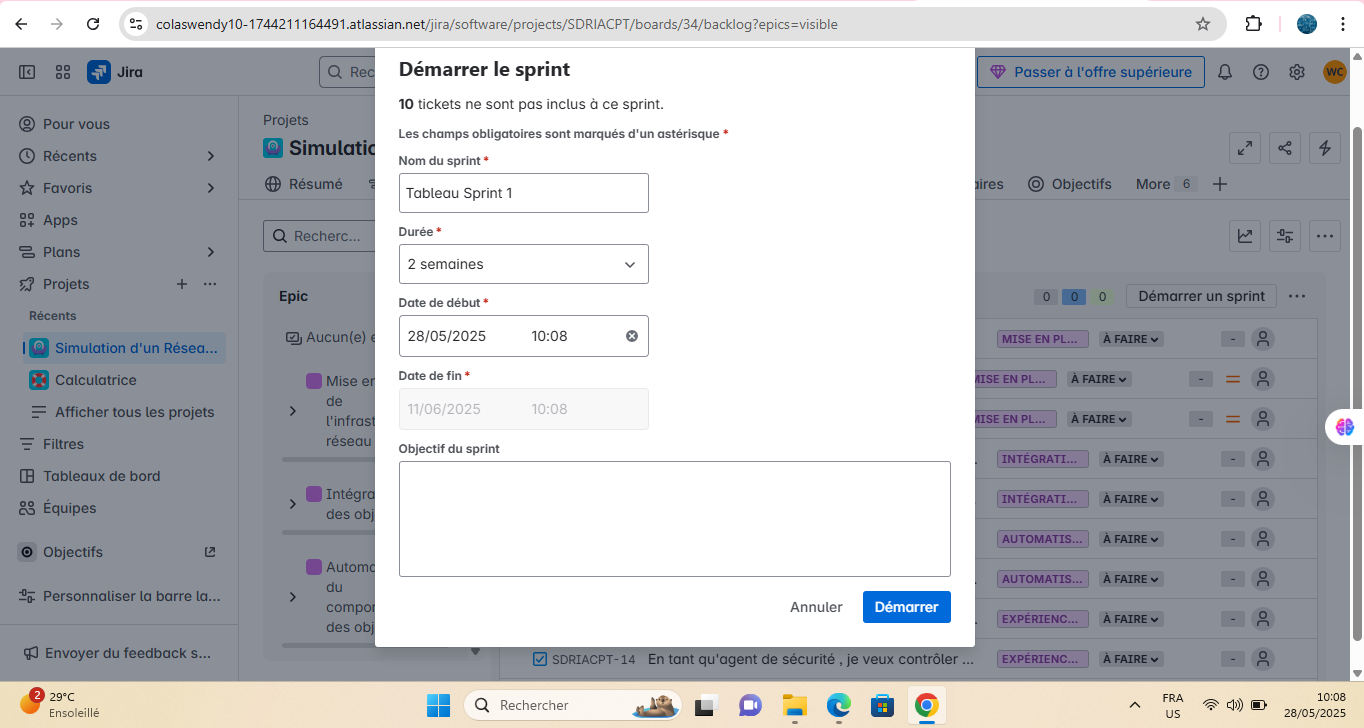 colaswendy10-1744211164491.atlassian.net/jira/software/projects/SDRIACPT/boards/34/backlog?epics=visible
Jira
Rec
Passer à l'offre supérieure
WC
Démarrer le sprint
10 tickets ne sont pas inclus à ce sprint.
Les champs obligatoires sont marqués d'un astérisque *
Nom du sprint *
Tableau Sprint 1
Durée *
2 semaines
Date de début *
28/05/2025 10:08
Date de fin *
11/06/2025 10:08
Objectif du sprint
Annuler
Démarrer
Pour vous
Récents
Favoris
Apps
Plans
Projets
Récents
Simulation d'un Résea...
Calculatrice
Afficher tous les projets
Filtres
Tableaux de bord
Équipes
Objectifs
Personnaliser la barre la...
Envoyer du feedback s...
Projets
Simulatio
Résumé
aires
Objectifs
More 6
Recherc...
Epic
Aucun(e) e
Mise en
de
l'infrast
réseau
Intégra
des obj
Automa
du
compor
des obj
0 0 0 Démarrer un sprint
MISE EN PL... À FAIRE -
MISE EN PL... À FAIRE -
MISE EN PL... À FAIRE -
INTÉGRATI... À FAIRE -
INTÉGRATI... À FAIRE -
AUTOMATIS... À FAIRE -
AUTOMATIS... À FAIRE -
EXPÉRIENC... À FAIRE -
SDRIACPT-14 En tant qu'agent de sécurité , je veux contrôler ... EXPÉRIENC... À FAIRE -
2
29°C
Ensoleillé
Rechercher
FRA
US
10:08
28/05/2025